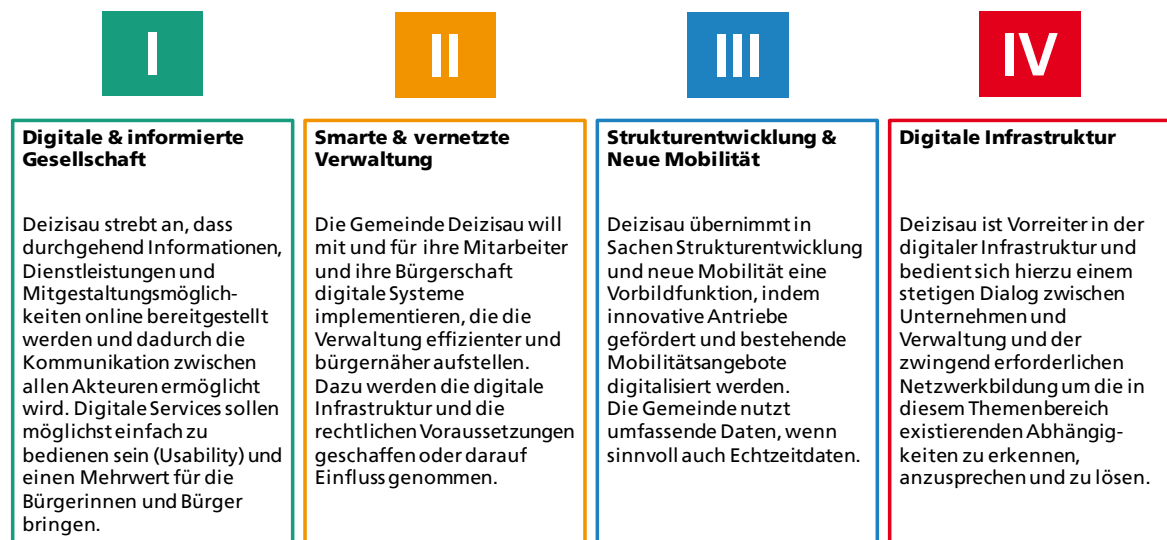 I
II
III
IV
Digitale & informierte
Gesellschaft
Deizisau strebt an, dass
durchgehend Informationen,
Dienstleistungen und
Mitgestaltungsmöglich-
keiten online bereitgestellt
werden und dadurch die
Kommunikation zwischen
allen Akteuren ermöglicht
wird. Digitale Services sollen
möglichst einfach zu
bedienen sein (Usability) und
einen Mehrwert für die
Bürgerinnen und Bürger
bringen.
Smarte & vernetzte
Verwaltung
Die Gemeinde Deizisau will
mit und für ihre Mitarbeiter
und ihre Bürgerschaft
digitale Systeme
implementieren, die die
Verwaltung effizienter und
bürgernäher aufstellen.
Dazu werden die digitale
Infrastruktur und die
rechtlichen Voraussetzungen
geschaffen oder darauf
Einfluss genommen.
Strukturentwicklung &
Neue Mobilität
Deizisau übernimmt in
Sachen Strukturentwicklung
und neue Mobilität eine
Vorbildfunktion, indem
innovative Antriebe
gefördert und bestehende
Mobilitätsangebote
digitalisiert werden.
Die Gemeinde nutzt
umfassende Daten, wenn
sinnvoll auch Echtzeitdaten.
Digitale Infrastruktur
Deizisau ist Vorreiter in der
digitaler Infrastruktur und
bedient sich hierzu einem
stetigen Dialog zwischen
Unternehmen und
Verwaltung und der
zwingend erforderlichen
Netzwerkbildung um die in
diesem Themenbereich
existierenden Abhängig-
keiten zu erkennen,
anzusprechen und zu lösen.